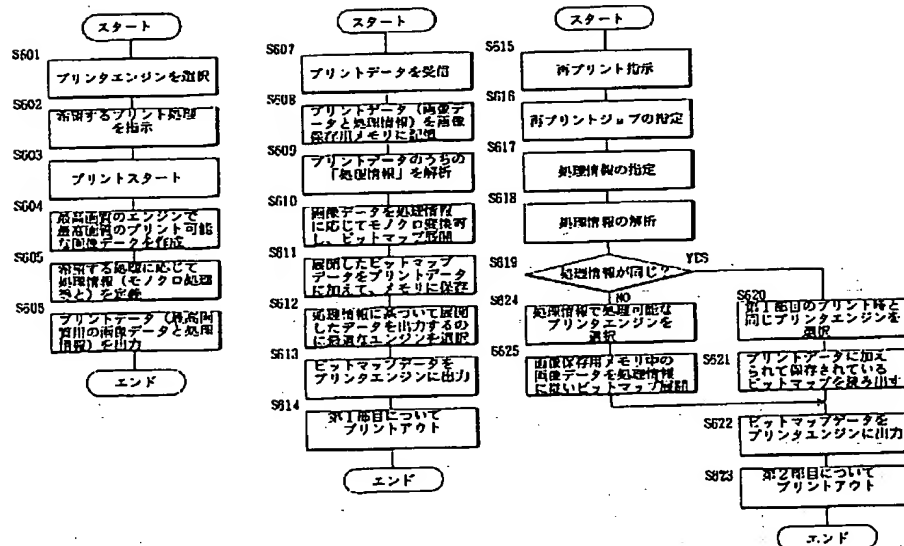 スタート
S601
プリンタエンジンを選択
S602
希望するプリント処理
を指示
S603
プリントスタート
S604
最高画質のエンジンで
最高画質のプリント可能
な画像データを作成
S605
希望する処理に応じて
処理情報(モノクロ処理
等と)を定義
S605
プリントデータ(最高画
質用の画像データと処理
情報)を出力
エンド
スタート
S607
プリントデータを受信
S608
プリントデータ(画像デー
タと処理情報)を画像
保存用メモリに記憶
S609
プリントデータのうちの
「処理情報」を解析
S610
画像データを処理情報
に応じてモノクロ変換等
し、ビットマップ展開
S611
展開したビットマップ
データをプリントデータ
に加えて、メモリに保存
S612
処理情報に基づいて展開
したデータを出力するの
に最適なエンジンを選択
S613
ビットマップデータを
プリンタエンジンに出力
S614
第1部目について
プリントアウト
エンド
スタート
S615
再プリント指示
S616
再プリントジョブの指定
S617
処理情報の指定
S618
処理情報の解析
S619
処理情報が同じ?
YES
NO
S624
処理情報で処理可能な
プリンタエンジンを
選択
S625
画像保存用メモリ中の
画像データを処理情報
に従いビットマップ展開
S620
第1部目のプリント時と
同じプリンタエンジンを
選択
S621
プリントデータに加え
られて保存されている
ビットマップを読み出す
S622
ビットマップデータを
プリンタエンジンに出力
S623
第2部目について
プリントアウト
エンド